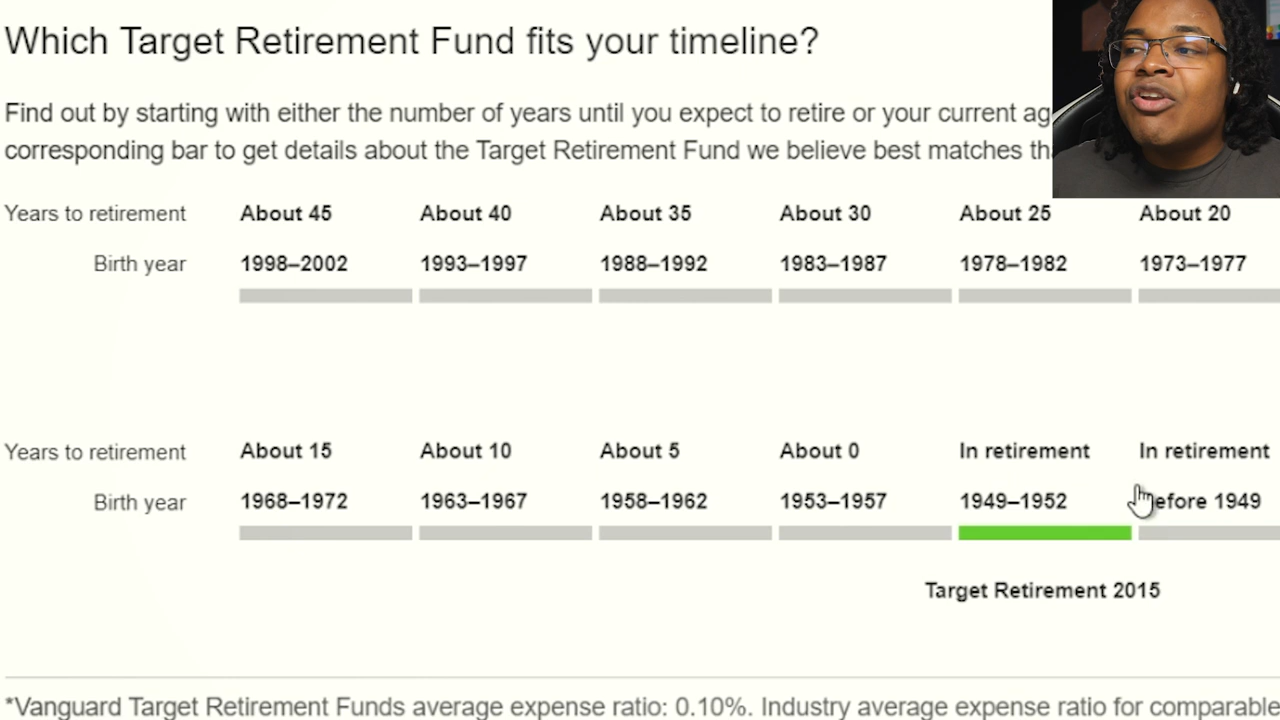 Which Target Retirement Fund fits your timeline?
Find out by starting with either the number of years until you expect to retire or your current
corresponding bar to get details about the Target Retirement Fund we believe best matches
Years to retirement About 45 About 40 About 35 About 30 About 25 About 20
Birth year 1998–2002 1993–1997 1988–1992 1983–1987 1978–1982 1973–1977
Years to retirement About 15 About 10 About 5 About 0 In retirement In retirement
Birth year 1968–1972 1963–1967 1958–1962 1953–1957 1949–1952 efore 1949
Target Retirement 2015
*Vanguard Target Retirement Funds average expense ratio: 0.10%. Industry average expense ratio for comparable